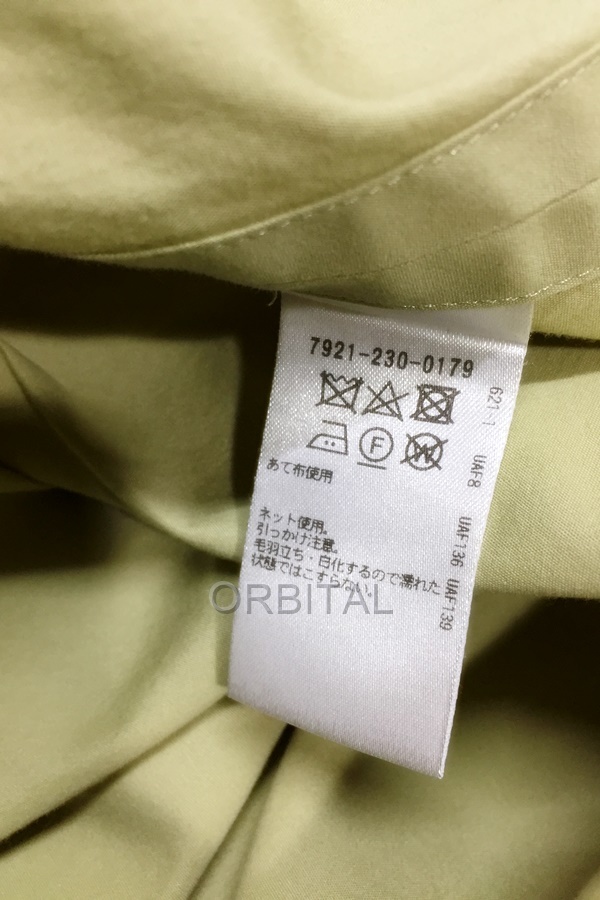 7921-230-0179
F
W
あて布使用
ネット使用。
引っかけ注意。
毛羽立ち・白化するので濡れた
状態ではこすらない。
621-1 UAF8 UAF136 UAF139
ORBITAL